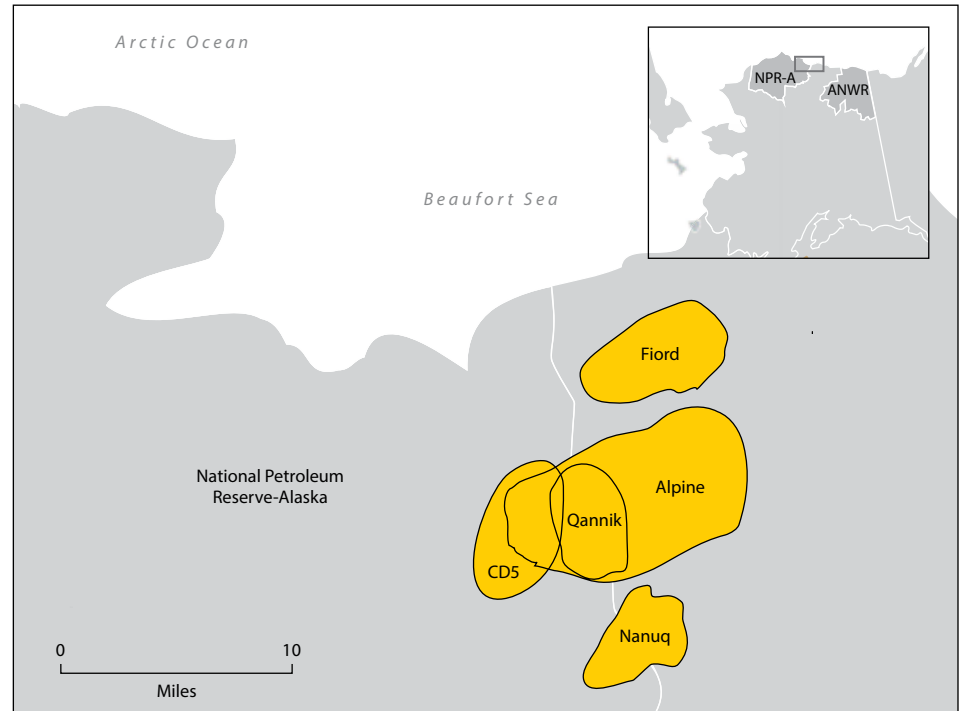 Arctic Ocean
NPR-A
ANWR
Beaufort Sea
Fiord
National Petroleum
Reserve-Alaska
Alpine
Qannik
CD5
Nanuq
0
10
Miles